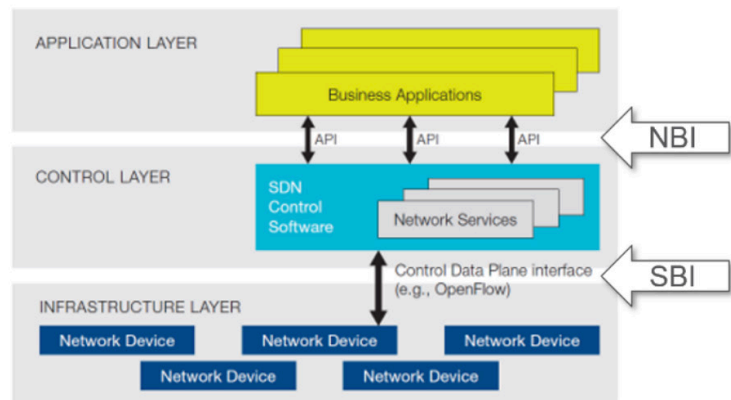 APPLICATION LAYER
Business Applications
API
API
API
NBI
CONTROL LAYER
SDN
Control
Software
Network Services
Control Data Plane interface
(e.g., OpenFlow)
SBI
INFRASTRUCTURE LAYER
Network Device
Network Device
Network Device
Network Device
Network Device